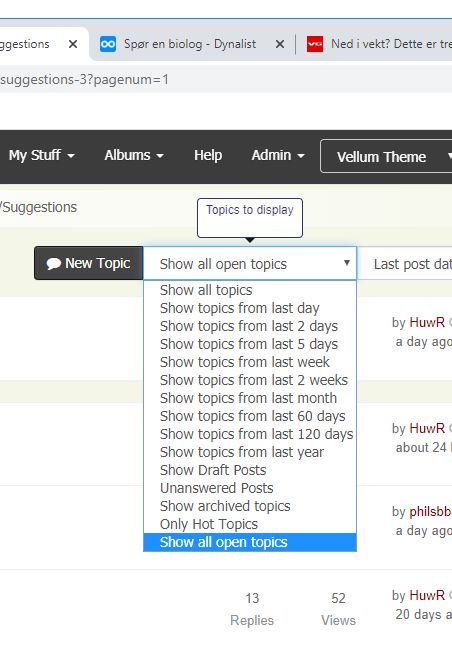 ggestions
Spør en biolog - Dynalist
VG
Ned i vekt? Dette er tre
suggestions-3?pagenum=1
My Stuff
Albums
Help
Admin
Vellum Theme
/Suggestions
Topics to display
New Topic
Show all open topics
Last post dat
Show all topics
Show topics from last day
Show topics from last 2 days
Show topics from last 5 days
Show topics from last week
Show topics from last 2 weeks
Show topics from last month
Show topics from last 60 days
Show topics from last 120 days
Show topics from last year
Show Draft Posts
Unanswered Posts
Show archived topics
Only Hot Topics
Show all open topics
by HuwR
a day ago
by HuwR
about 24
by philsbb
a day ago
13
Replies
52
Views
by HuwR
20 days a